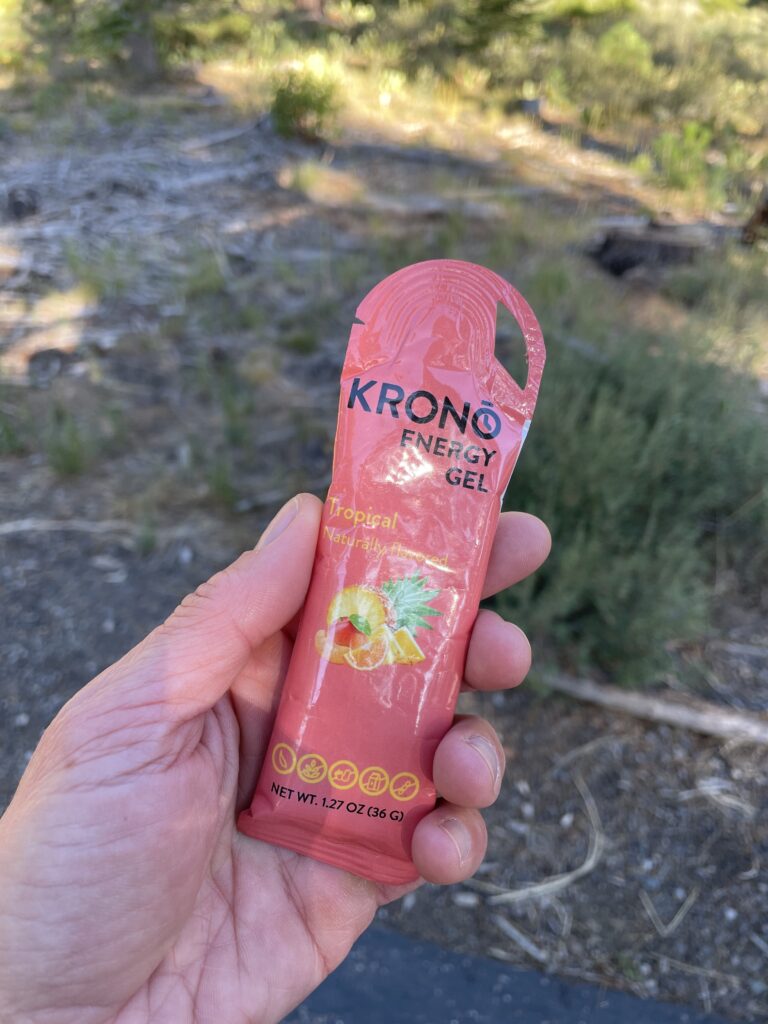 KRONŌ
ENERGY
GEL
Tropical
Naturally flavored
NET WT. 1.27 OZ (36 G)